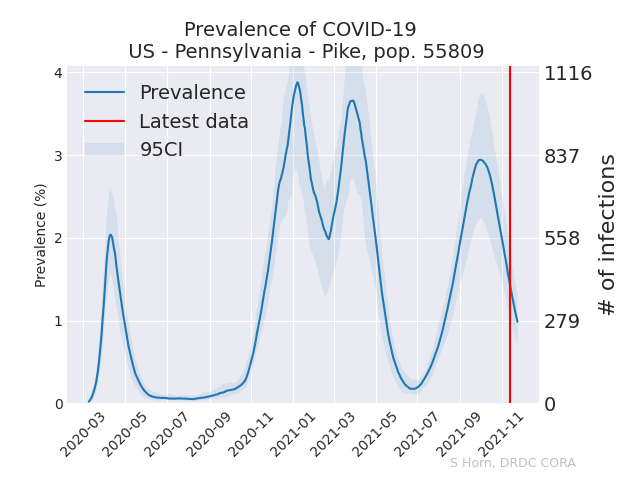 Prevalence of COVID-19
US - Pennsylvania - Pike, pop. 55809
Prevalence
Latest data
95CI
4
3
2
1
0
Prevalence (%)
1116
837
558
279
0
# of infections
2020-03
2020-05
2020-07
2020-09
2020-11
2021-01
2021-03
2021-05
2021-07
2021-09
2021-11
S Horn, DRDC CORA